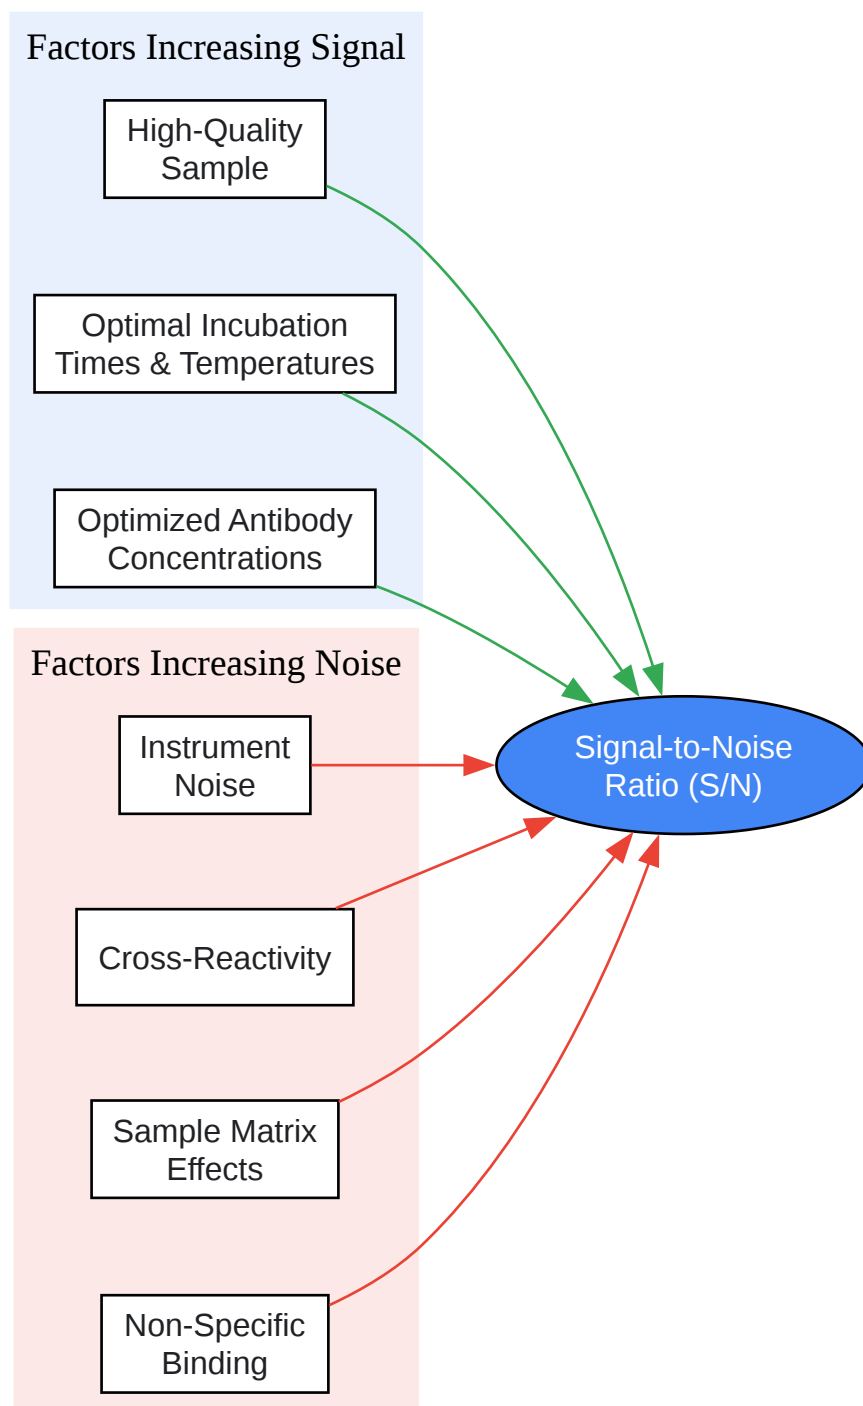 Factors Increasing Signal
High-Quality
Sample
Optimal Incubation
Times & Temperatures
Optimized Antibody
Concentrations
Factors Increasing Noise
Instrument
Noise
Signal-to-Noise
Ratio (S/N)
Cross-Reactivity
Sample Matrix
Effects
Non-Specific
Binding